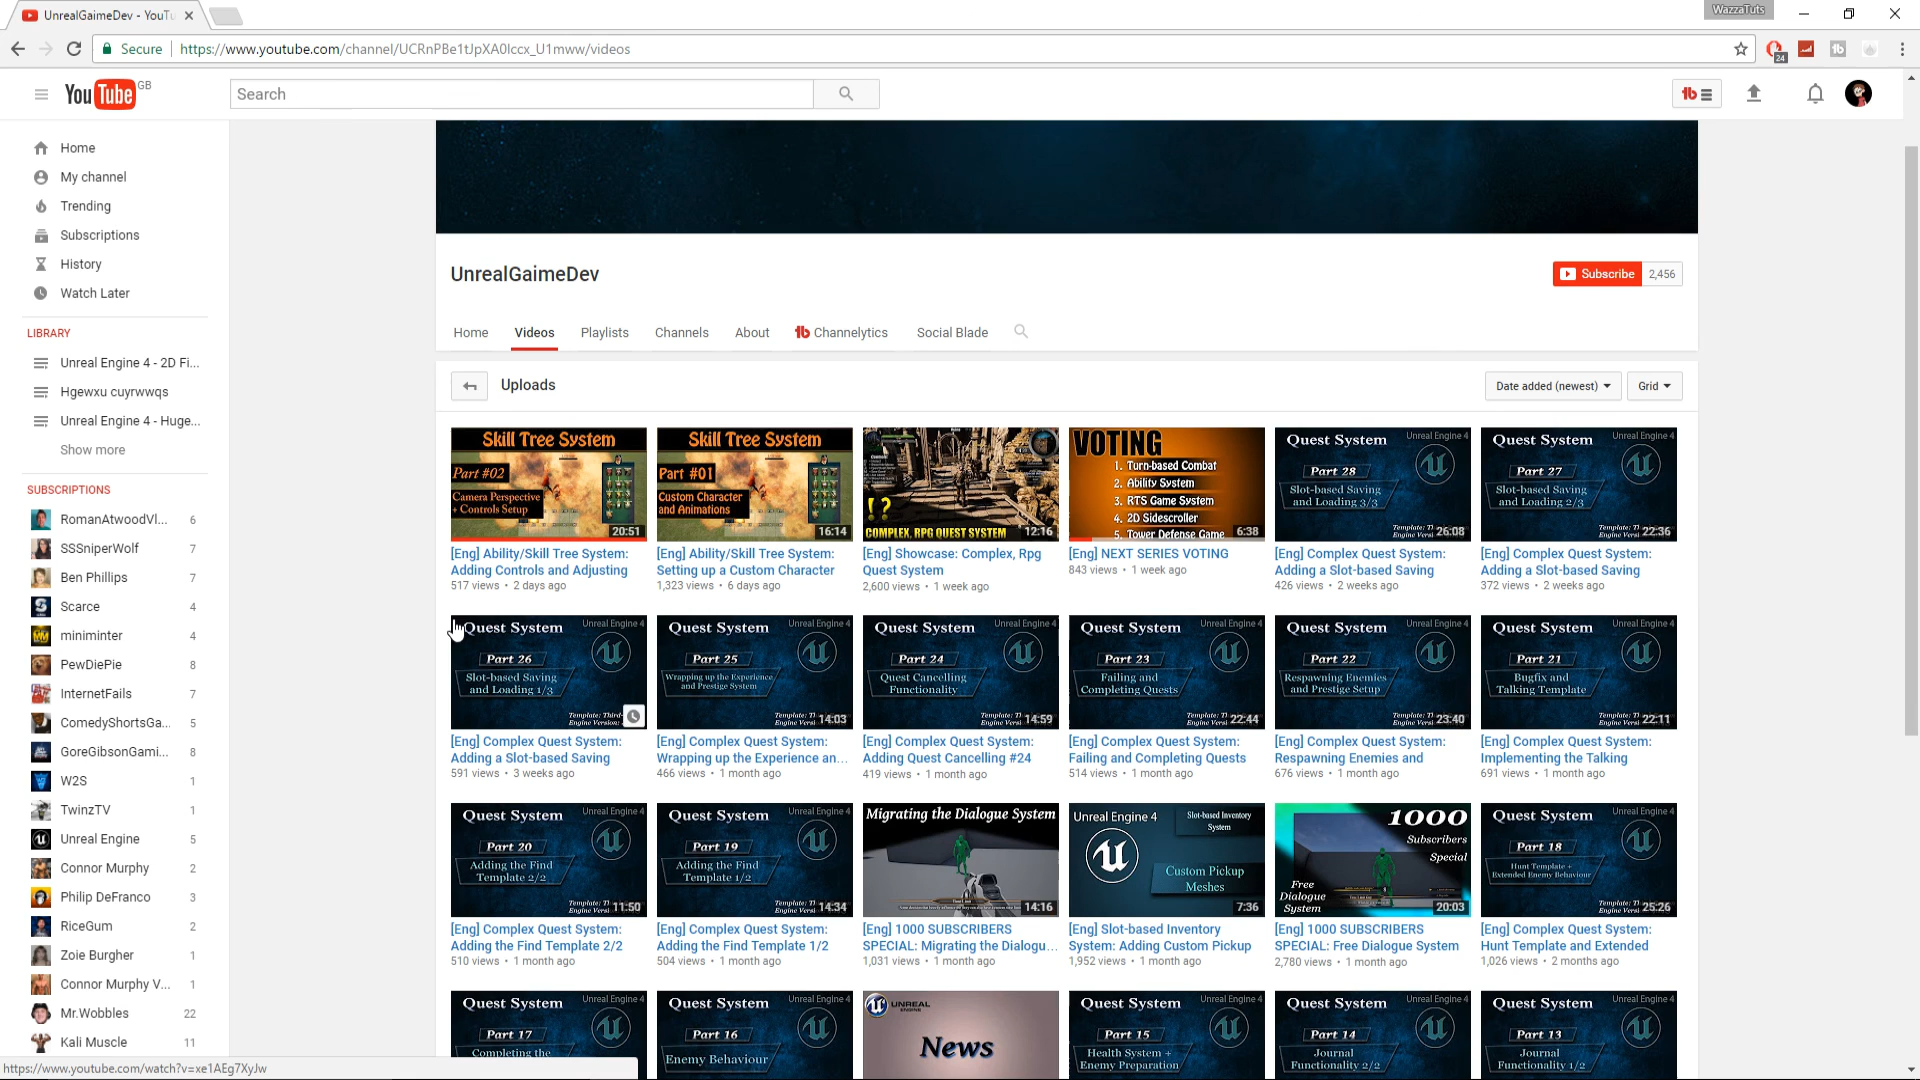 UnrealGaimeDev - YouTu
WazzaTuts
Secure
https://www.youtube.com/channel/UCRnPBe1tJpXA0Iccx_U1mww/videos
24
YouTube GB
Search
Home
My channel
Trending
Subscriptions
History
Watch Later
LIBRARY
Unreal Engine 4 - 2D Fi...
Hgewxu cuyrwwqs
Unreal Engine 4 - Huge...
Show more
SUBSCRIPTIONS
RomanAtwoodVl... 6
SSSniperWolf 7
Ben Phillips 7
Scarce 4
miniminter 4
PewDiePie 8
InternetFails 7
ComedyShortsGa... 5
GoreGibsonGami... 8
W2S 1
TwinzTV 1
Unreal Engine 5
Connor Murphy 2
Philip DeFranco 3
RiceGum 2
Zoie Burgher 1
Connor Murphy V... 1
Mr.Wobbles 22
Kali Muscle 11
https://www.youtube.com/watch?v=xe1AEg7XyJw
UnrealGaimeDev
Subscribe 2,456
Home Videos Playlists Channels About Channelytics Social Blade
Uploads
Date added (newest) Grid
Skill Tree System
Part #02
Camera Perspective
+ Controls Setup
20:51
[Eng] Ability/Skill Tree System:
Adding Controls and Adjusting
517 views • 2 days ago
Skill Tree System
Part #01
Custom Character
and Animations
16:14
[Eng] Ability/Skill Tree System:
Setting up a Custom Character
1,323 views • 6 days ago
!?
COMPLEX, RPG QUEST SYSTEM
12:16
[Eng] Showcase: Complex, Rpg
Quest System
2,600 views • 1 week ago
VOTING
1. Turn-based Combat
2. Ability System
3. RTS Game System
4. 2D Sidescroller
5. Tower Defense Game
6:38
[Eng] NEXT SERIES VOTING
843 views • 1 week ago
Quest System Unreal Engine 4
Part 28
Slot-based Saving
and Loading 3/3
26:08
[Eng] Complex Quest System:
Adding a Slot-based Saving
426 views • 2 weeks ago
Quest System Unreal Engine 4
Part 27
Slot-based Saving
and Loading 2/3
22:36
[Eng] Complex Quest System:
Adding a Slot-based Saving
372 views • 2 weeks ago
Quest System Unreal Engine 4
Part 26
Slot-based Saving
and Loading 1/3
[Eng] Complex Quest System:
Adding a Slot-based Saving
591 views • 3 weeks ago
Quest System Unreal Engine 4
Part 25
Wrapping up the Experience
and Prestige System
14:03
[Eng] Complex Quest System:
Wrapping up the Experience an...
466 views • 1 month ago
Quest System Unreal Engine 4
Part 24
Quest Cancelling
Functionality
14:59
[Eng] Complex Quest System:
Adding Quest Cancelling #24
419 views • 1 month ago
Quest System Unreal Engine 4
Part 23
Failing and
Completing Quests
22:44
[Eng] Complex Quest System:
Failing and Completing Quests
514 views • 1 month ago
Quest System Unreal Engine 4
Part 22
Respawning Enemies
and Prestige Setup
23:40
[Eng] Complex Quest System:
Respawning Enemies and
676 views • 1 month ago
Quest System Unreal Engine 4
Part 21
Bugfix and
Talking Template
22:11
[Eng] Complex Quest System:
Implementing the Talking
691 views • 1 month ago
Quest System Unreal Engine 4
Part 20
Adding the Find
Template 2/2
11:50
[Eng] Complex Quest System:
Adding the Find Template 2/2
510 views • 1 month ago
Quest System Unreal Engine 4
Part 19
Adding the Find
Template 1/2
14:34
[Eng] Complex Quest System:
Adding the Find Template 1/2
504 views • 1 month ago
Migrating the Dialogue System
14:16
[Eng] 1000 SUBSCRIBERS
SPECIAL: Migrating the Dialogu...
1,031 views • 1 month ago
Unreal Engine 4
Slot-based Inventory
System
Custom Pickup
Meshes
7:36
[Eng] Slot-based Inventory
System: Adding Custom Pickup
1,952 views • 1 month ago
1000
Subscribers
Special
Free
Dialogue
System
20:03
[Eng] 1000 SUBSCRIBERS
SPECIAL: Free Dialogue System
2,780 views • 1 month ago
Quest System Unreal Engine 4
Part 18
Hunt Template +
Extended Enemy Behaviour
25:26
[Eng] Complex Quest System:
Hunt Template and Extended
1,026 views • 2 months ago
Quest System Unreal Engine 4
Part 17
Completing the
Quest System Unreal Engine 4
Part 16
Enemy Behaviour
UNREAL
ENGINE
News
Quest System Unreal Engine 4
Part 15
Health System +
Enemy Preparation
Quest System Unreal Engine 4
Part 14
Journal
Functionality 2/2
Quest System Unreal Engine 4
Part 13
Journal
Functionality 1/2